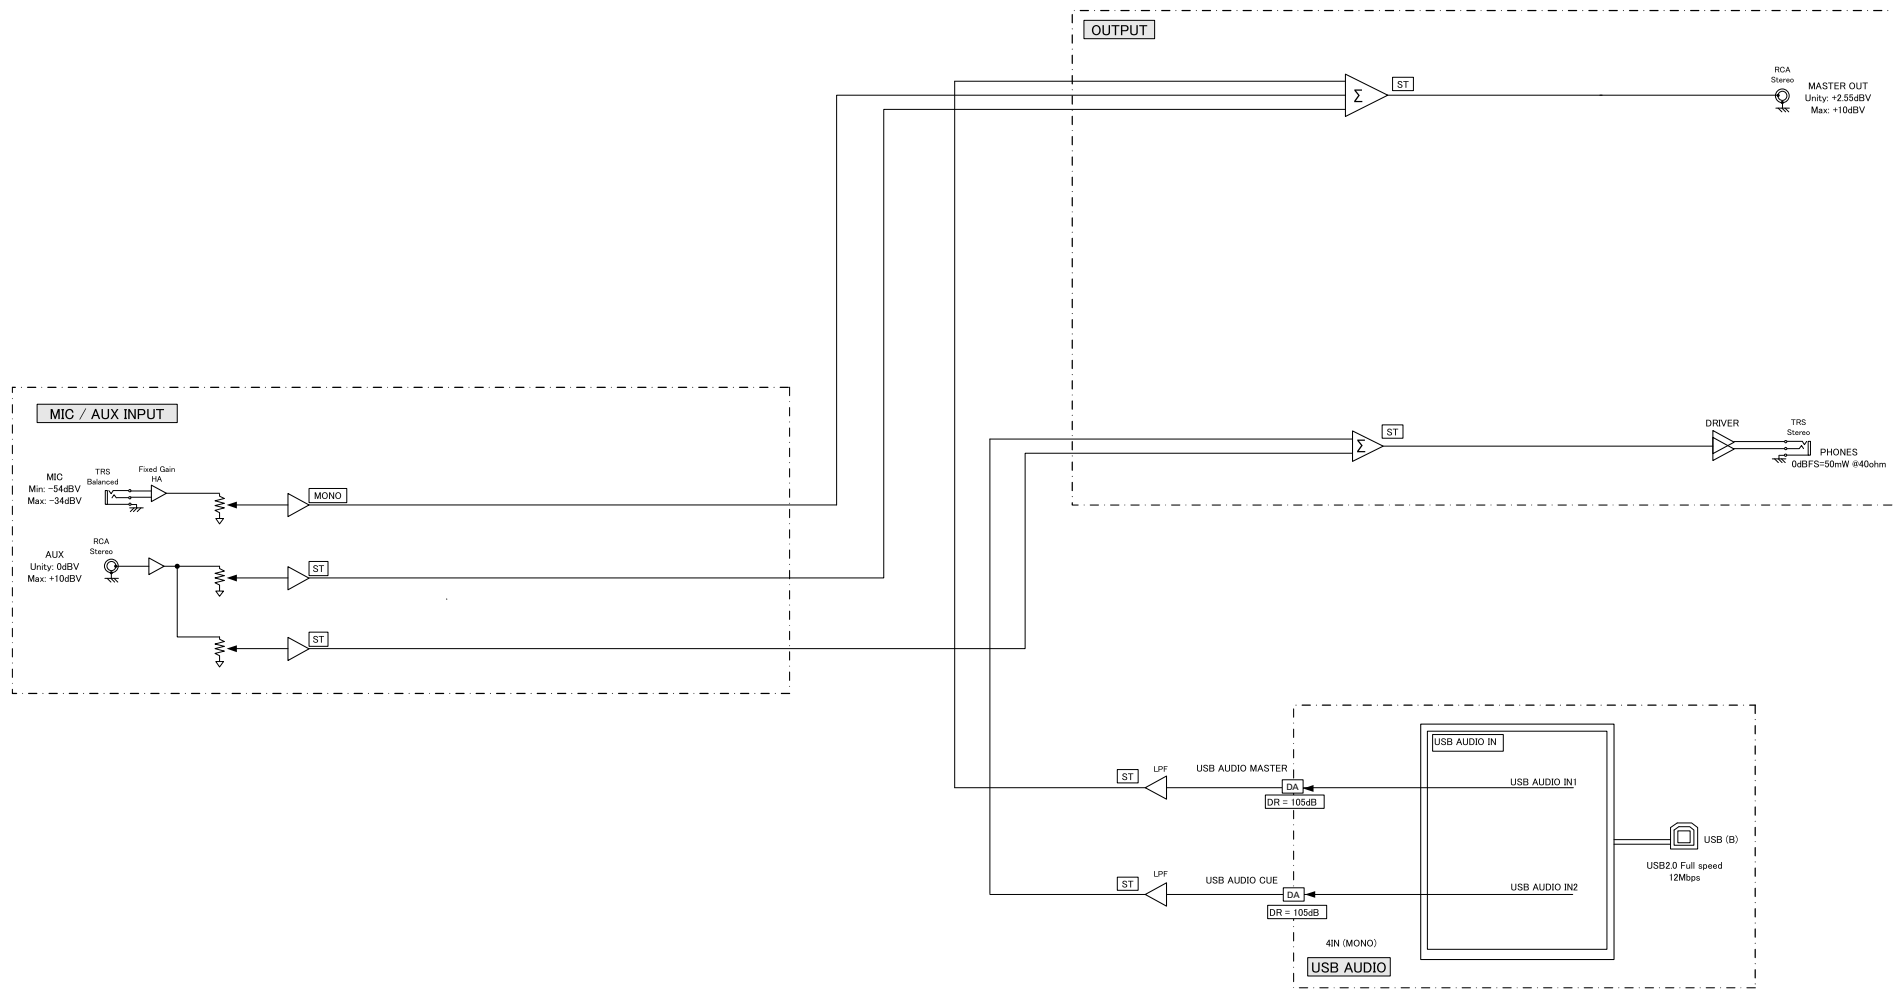 OUTPUT
ST
Σ
RCA
Stereo
MASTER OUT
Unity: +2.55dBV
Max: +10dBV
MIC / AUX INPUT
MIC
Min: −54dBV
Max: −34dBV
TRS
Balanced
Fixed Gain
HA
MONO
AUX
Unity: 0dBV
Max: +10dBV
RCA
Stereo
ST
ST
ST
Σ
DRIVER
TRS
Stereo
PHONES
0dBFS=50mW @40ohm
USB AUDIO IN
ST
LPF
USB AUDIO MASTER
DA
DR = 105dB
USB AUDIO IN1
USB (B)
USB2.0 Full speed
12Mbps
ST
LPF
USB AUDIO CUE
DA
DR = 105dB
USB AUDIO IN2
4IN (MONO)
USB AUDIO